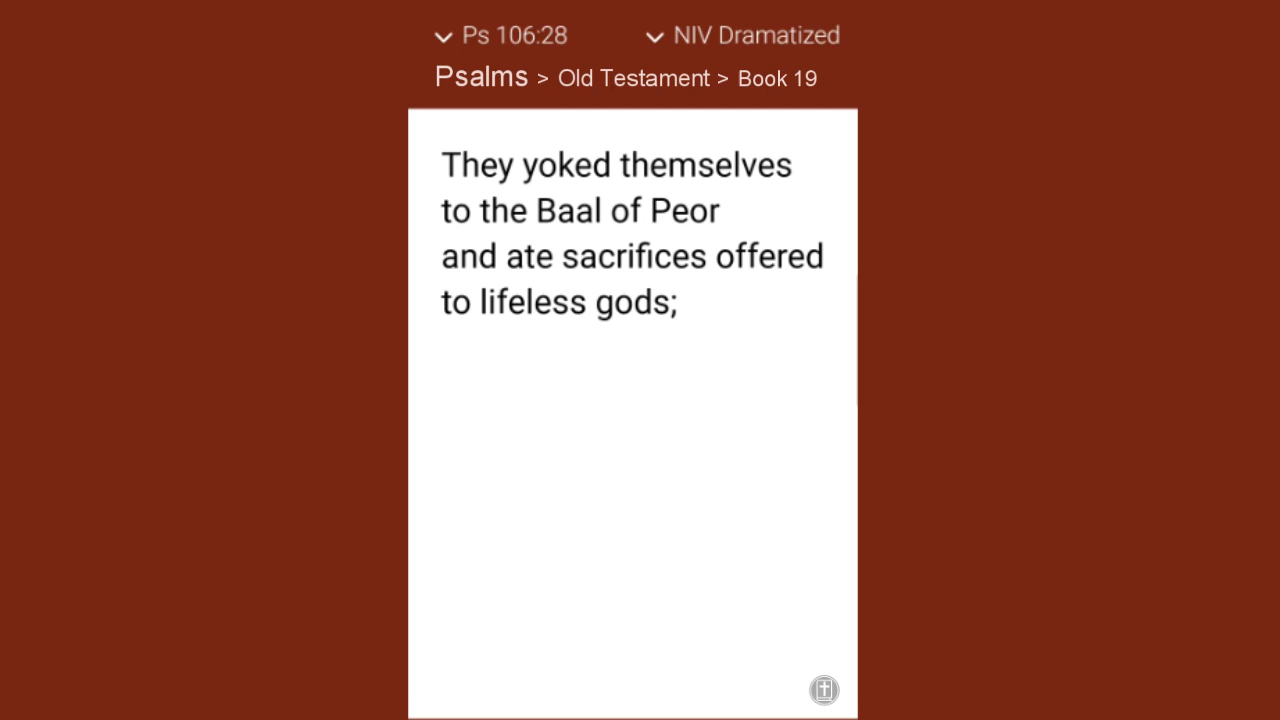 Ps 106:28 NIV Dramatized
Psalms > Old Testament > Book 19
They yoked themselves
to the Baal of Peor
and ate sacrifices offered
to lifeless gods;